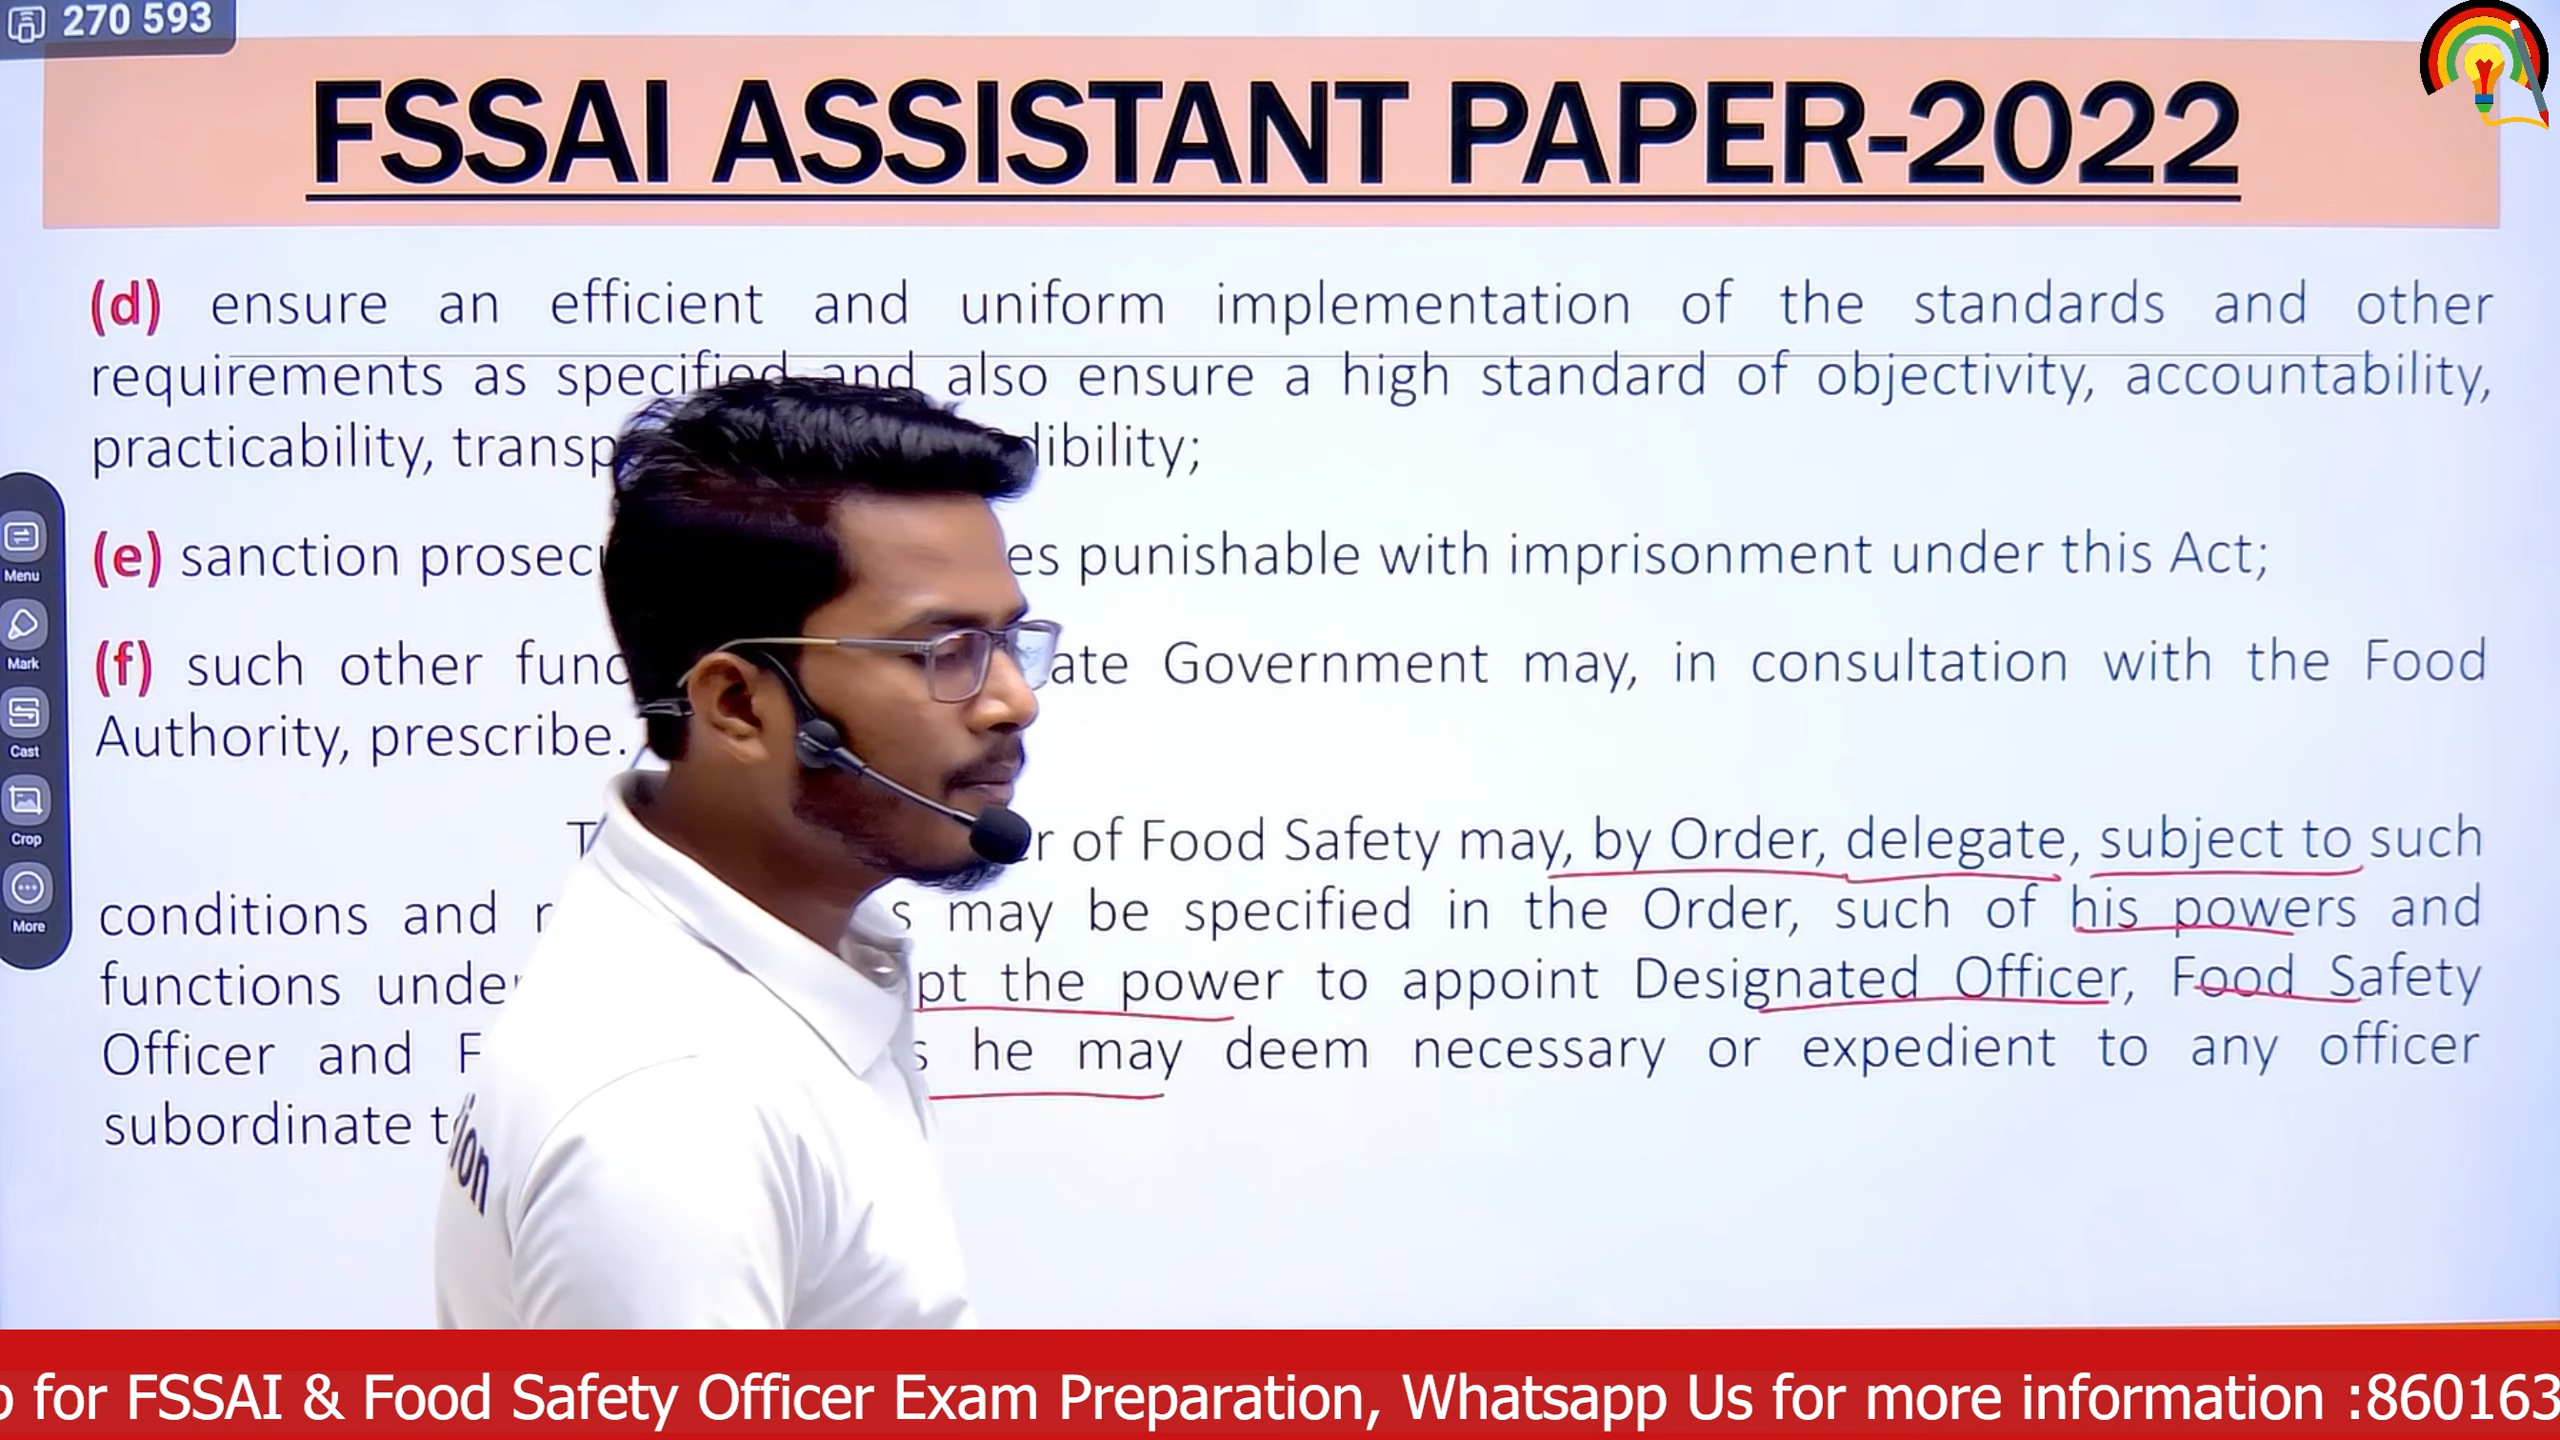 270 593
FSSAI ASSISTANT PAPER-2022
(d) ensure an efficient and uniform implementation of the standards and other
requirements as specified and also ensure a high standard of objectivity, accountability,
practicability, transp dibility;
(e) sanction prosec es punishable with imprisonment under this Act;
(f) such other func ate Government may, in consultation with the Food
Authority, prescribe.
T r of Food Safety may, by Order, delegate, subject to such
conditions and r s may be specified in the Order, such of his powers and
functions under pt the power to appoint Designated Officer, Food Safety
Officer and F s he may deem necessary or expedient to any officer
subordinate t
Menu
Mark
Cast
Crop
More
ion
for FSSAI & Food Safety Officer Exam Preparation, Whatsapp Us for more information :860163